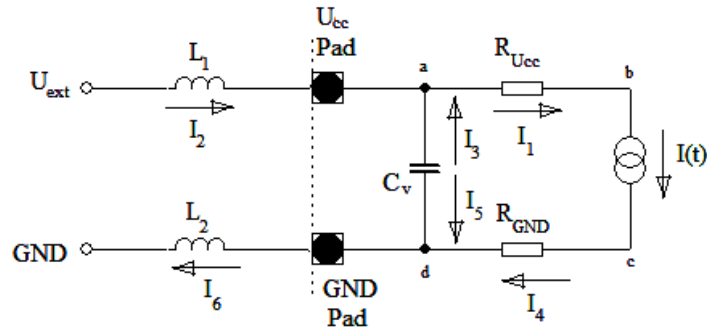 Ucc
Pad
L1
RUcc
a
b
Uext
I2
I3
I1
I(t)
Cv
I5
L2
RGND
GND
d
c
I6
GND
Pad
I4